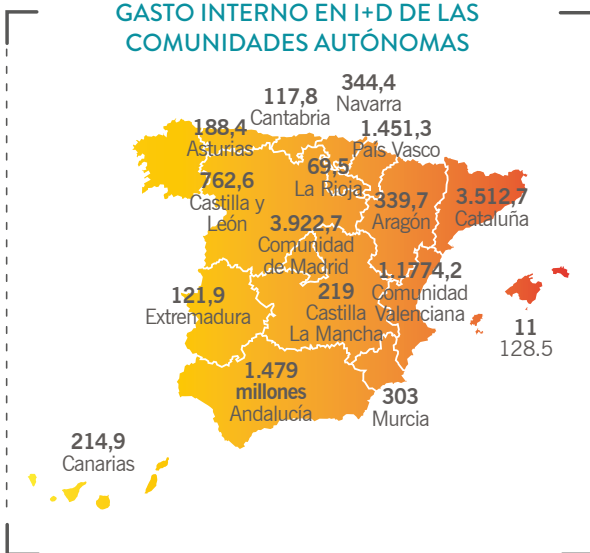 GASTO INTERNO EN I+D DE LAS
COMUNIDADES AUTÓNOMAS
344,4
Navarra
117,8
Cantabria
188,4
Asturias
1.451,3
País Vasco
69,5
La Rioja
762,6
Castilla y
León
339,7
Aragón
3.512,7
Cataluña
3.922,7
Comunidad
de Madrid
1.1774,2
Comunidad
Valenciana
121,9
Extremadura
219
Castilla
La Mancha
11
128.5
1.479
millones
Andalucía
303
Murcia
214,9
Canarias